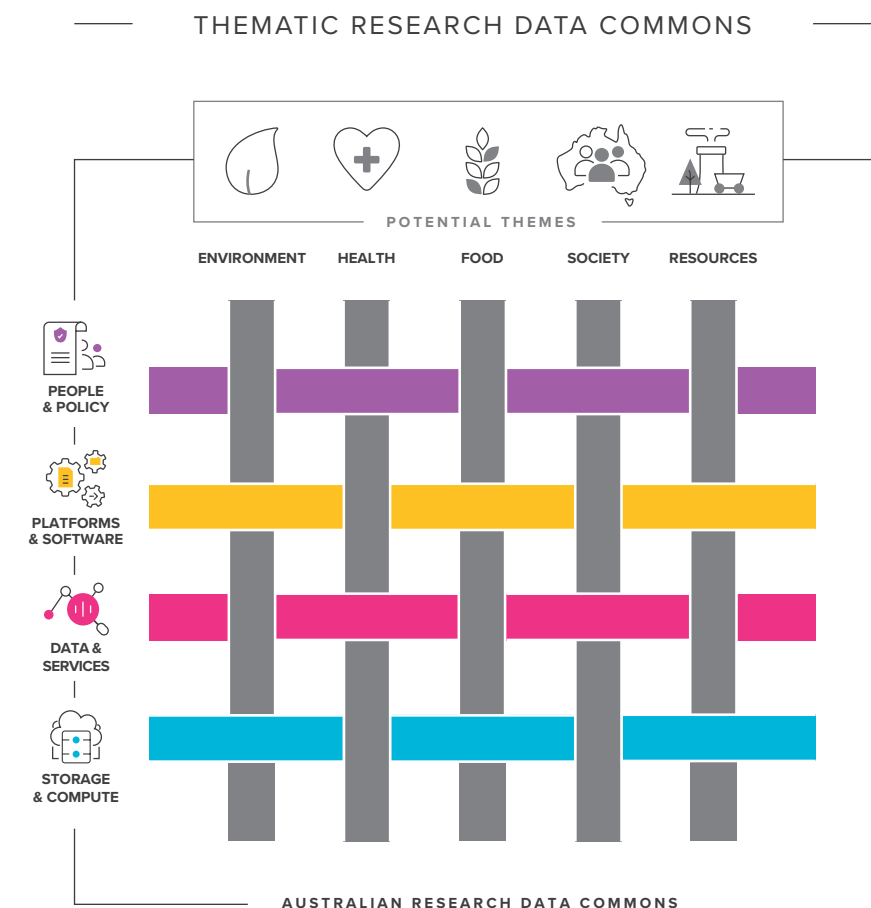 THEMATIC RESEARCH DATA COMMONS
POTENTIAL THEMES
ENVIRONMENT
HEALTH
FOOD
SOCIETY
RESOURCES
PEOPLE
& POLICY
PLATFORMS
& SOFTWARE
DATA &
SERVICES
STORAGE
& COMPUTE
AUSTRALIAN RESEARCH DATA COMMONS